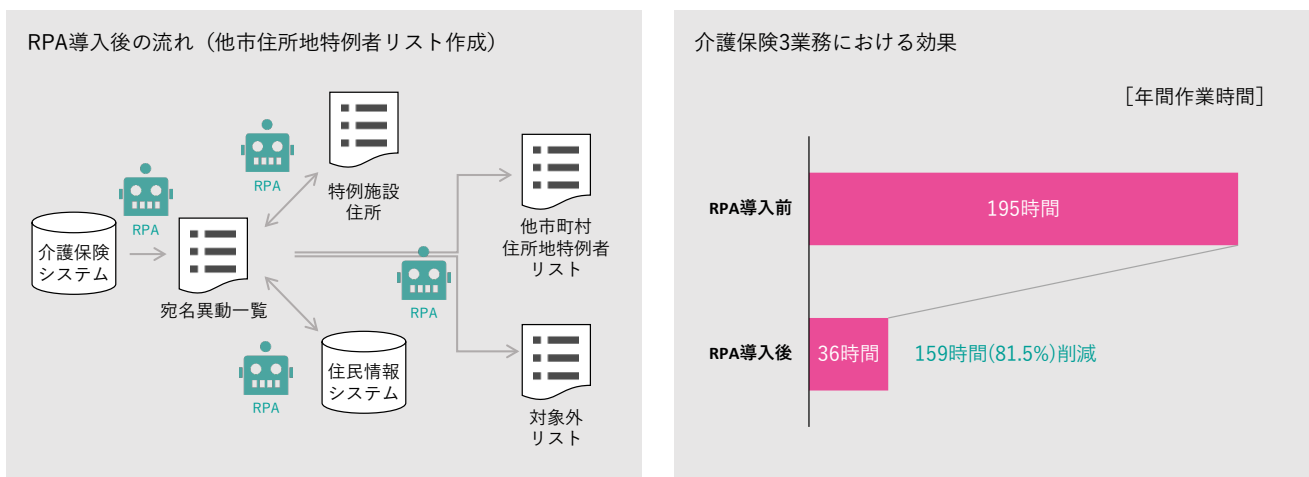 RPA導入後の流れ（他市住所地特例者リスト作成）
RPA
RPA
特例施設
住所
介護保険
システム
宛名異動一覧
他市町村
住所地特例者
リスト
RPA
RPA
住民情報
システム
対象外
リスト
介護保険3業務における効果
［年間作業時間］
RPA導入前
195時間
RPA導入後
36時間
159時間(81.5%)削減